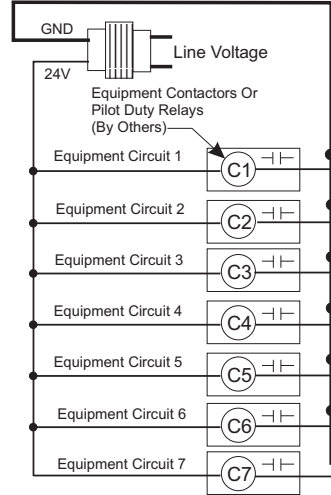 GND
Line Voltage
24V
Equipment Contactors Or
Pilot Duty Relays
(By Others)
Equipment Circuit 1
C1
Equipment Circuit 2
C2
Equipment Circuit 3
C3
Equipment Circuit 4
C4
Equipment Circuit 5
C5
Equipment Circuit 6
C6
Equipment Circuit 7
C7